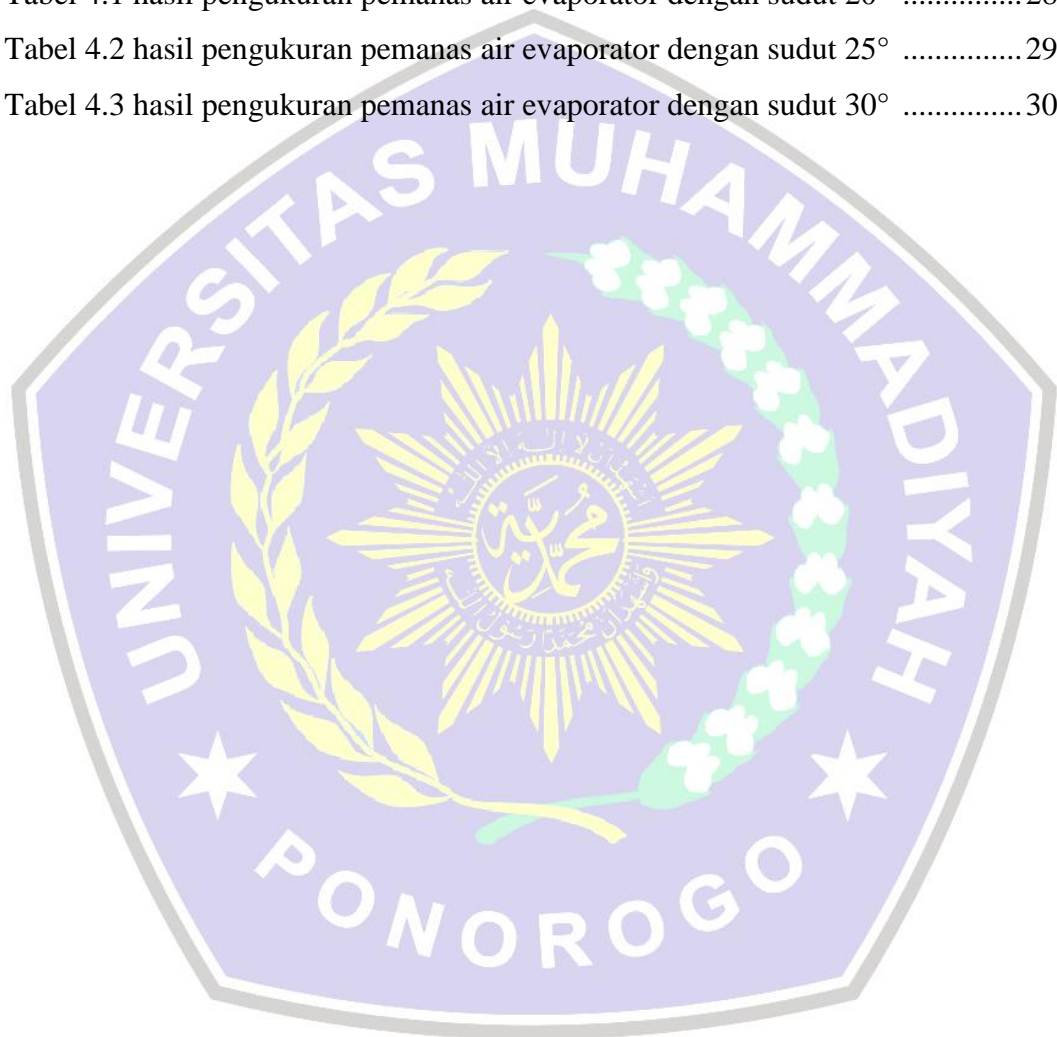 Tabel 4.1 hasil pengukuran pemanas air evaporator dengan sudut 20° ............... 28
Tabel 4.2 hasil pengukuran pemanas air evaporator dengan sudut 25° ............... 29
Tabel 4.3 hasil pengukuran pemanas air evaporator dengan sudut 30° ............... 30
UNIVERSITAS MUHAMMADIYAH
محمدية
PONOROGO